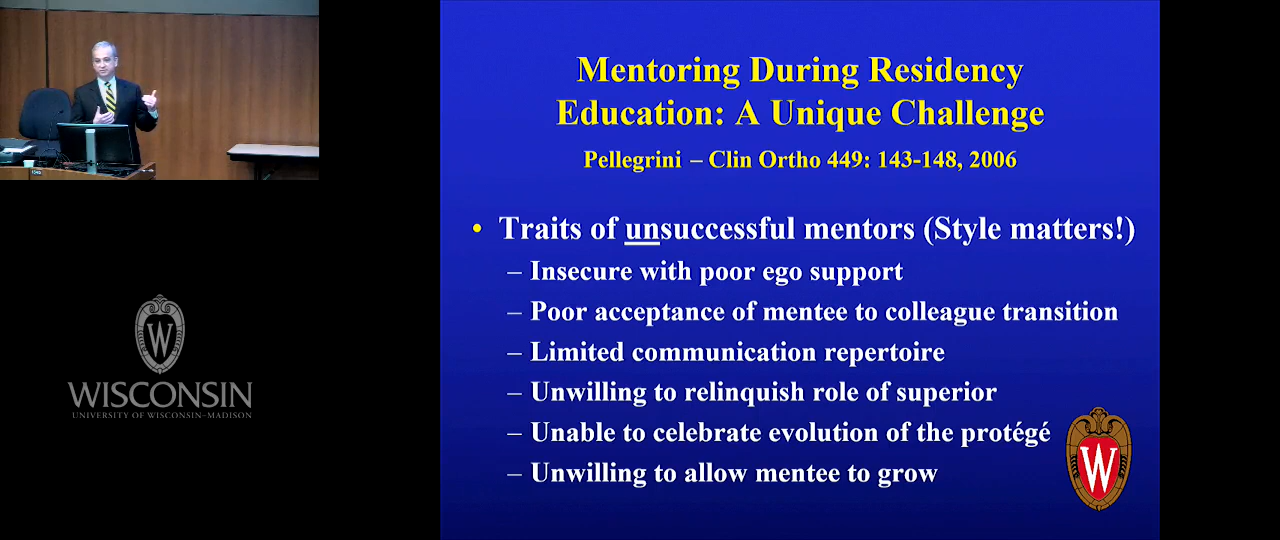 Mentoring During Residency
Education: A Unique Challenge
Pellegrini – Clin Ortho 449: 143-148, 2006
• Traits of unsuccessful mentors (Style matters!)
– Insecure with poor ego support
– Poor acceptance of mentee to colleague transition
– Limited communication repertoire
– Unwilling to relinquish role of superior
– Unable to celebrate evolution of the protégé
– Unwilling to allow mentee to grow
W
W
WISCONSIN
UNIVERSITY OF WISCONSIN–MADISON